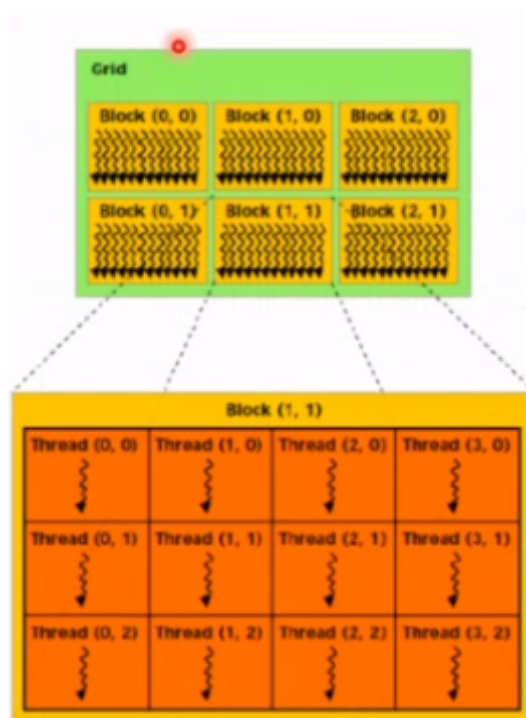 Grid
Block (0, 0) Block (1, 0) Block (2, 0)
Block (0, 1) Block (1, 1) Block (2, 1)
Block (1, 1)
Thread (0, 0) Thread (1, 0) Thread (2, 0) Thread (3, 0)
Thread (0, 1) Thread (1, 1) Thread (2, 1) Thread (3, 1)
Thread (0, 2) Thread (1, 2) Thread (2, 2) Thread (3, 2)